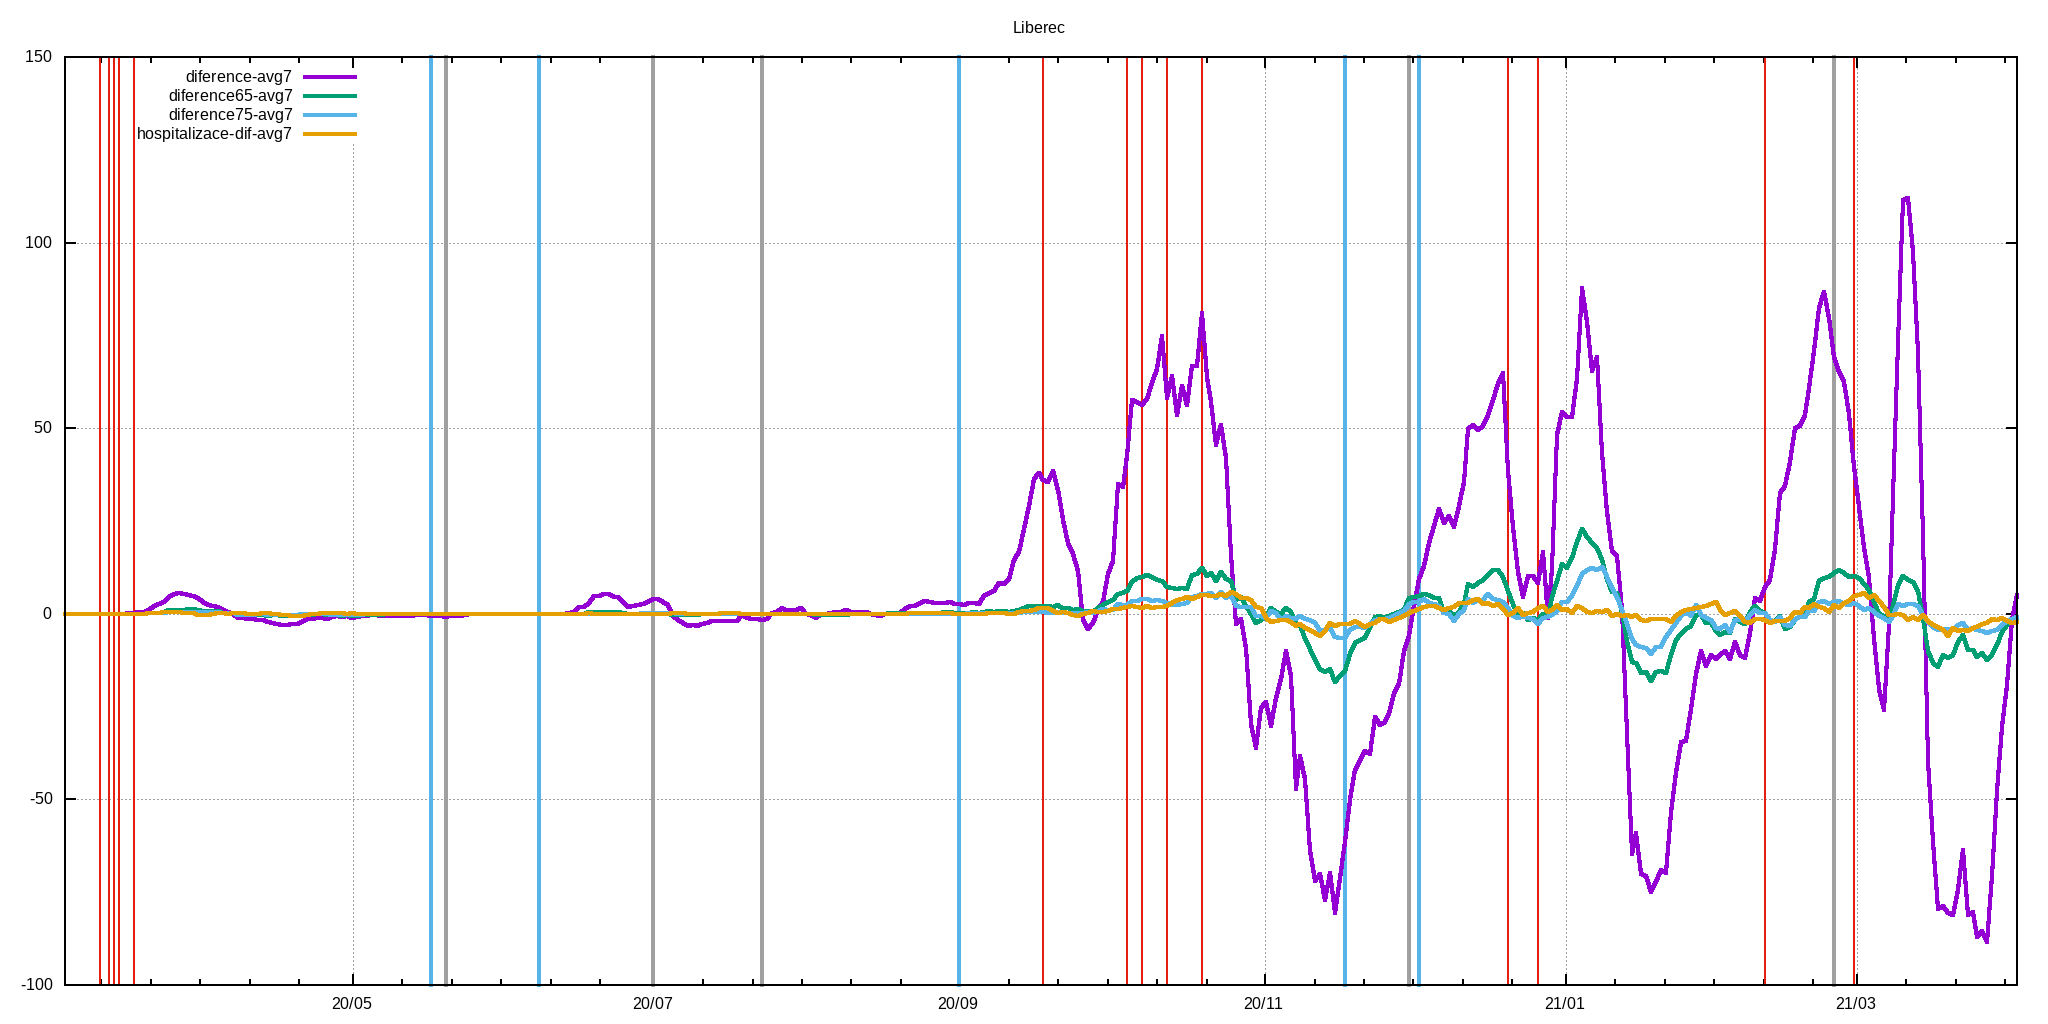 Liberec
150
diference-avg7
diference65-avg7
diference75-avg7
hospitalizace-dif-avg7
100
50
0
-50
-100
20/05 20/07 20/09 20/11 21/01 21/03